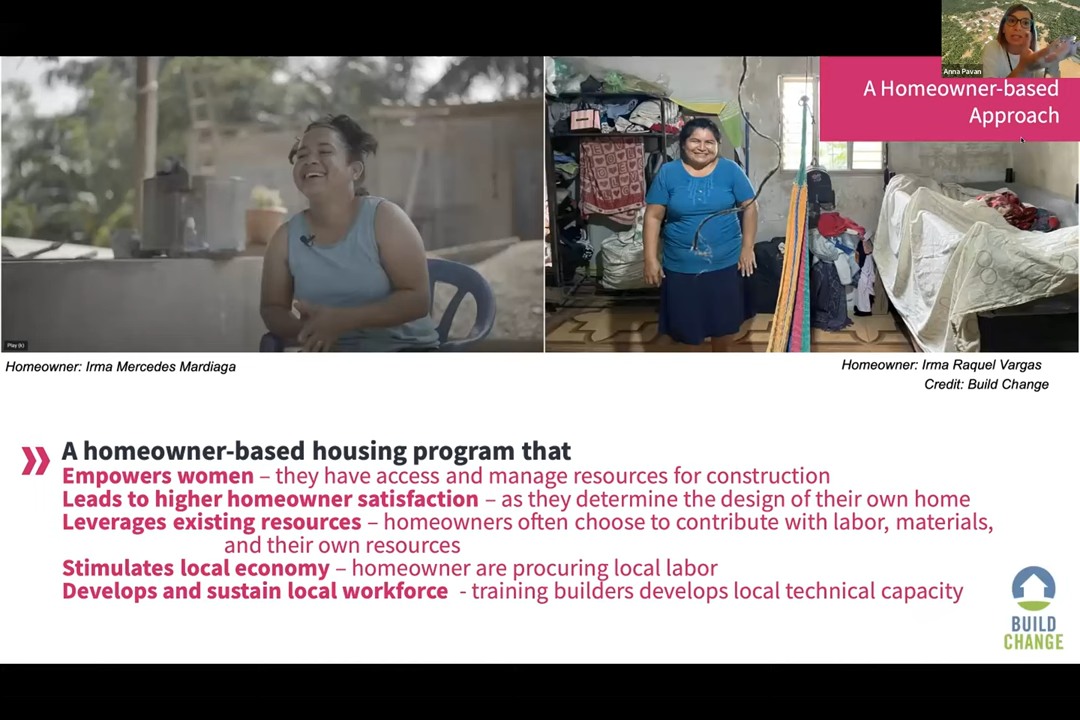 Anna Pavan
A Homeowner-based
Approach
Play (k)
Homeowner: Irma Mercedes Mardiaga
Homeowner: Irma Raquel Vargas
Credit: Build Change
A homeowner-based housing program that
Empowers women – they have access and manage resources for construction
Leads to higher homeowner satisfaction – as they determine the design of their own home
Leverages existing resources – homeowners often choose to contribute with labor, materials,
and their own resources
Stimulates local economy – homeowner are procuring local labor
Develops and sustain local workforce - training builders develops local technical capacity
BUILD
CHANGE